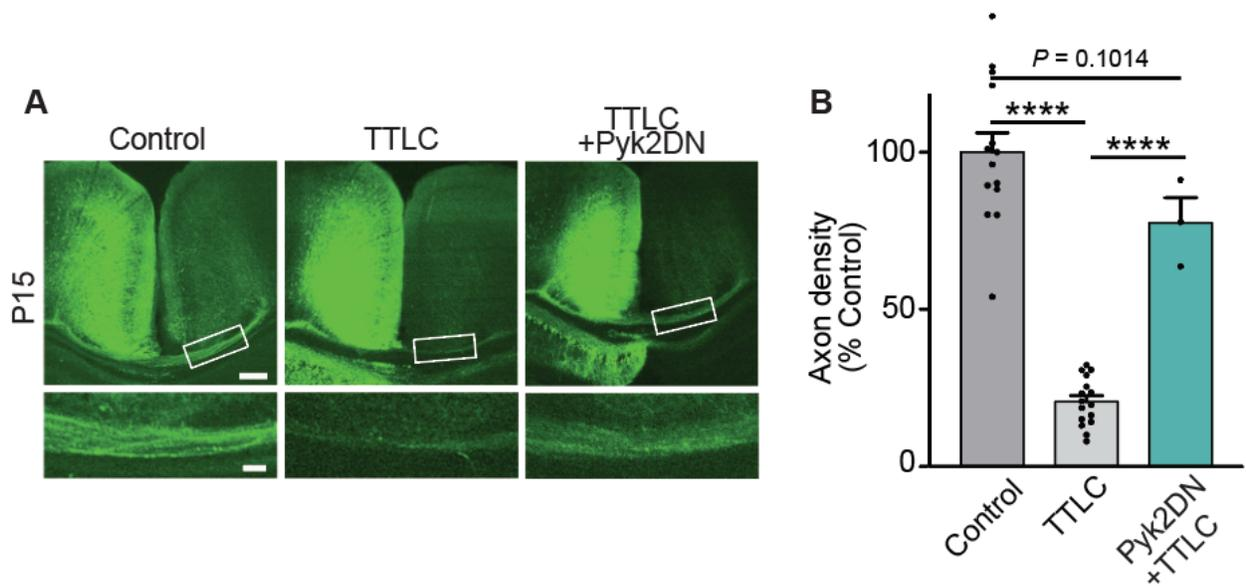 A
Control
TTLC
TTLC
+Pyk2DN
P15
B
P = 0.1014
****
****
100
50
0
Axon density
(% Control)
Control
TTLC
Pyk2DN
+TTLC